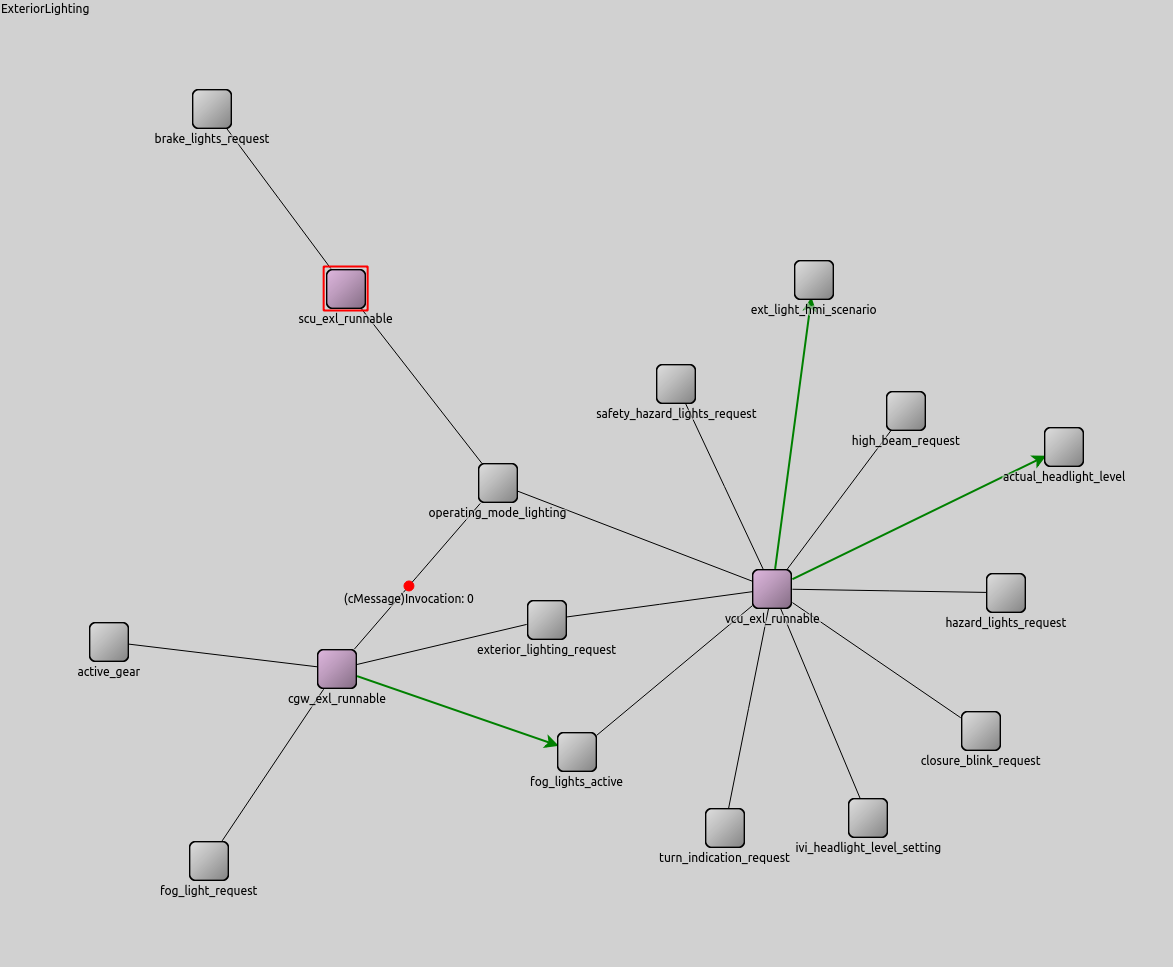 ExteriorLighting
brake_lights_request
scu_exl_runnable
ext_light_hmi_scenario
safety_hazard_lights_request
high_beam_request
actual_headlight_level
operating_mode_lighting
(cMessage)Invocation: 0
vcu_exl_runnable
hazard_lights_request
exterior_lighting_request
active_gear
cgw_exl_runnable
closure_blink_request
fog_lights_active
ivi_headlight_level_setting
turn_indication_request
fog_light_request